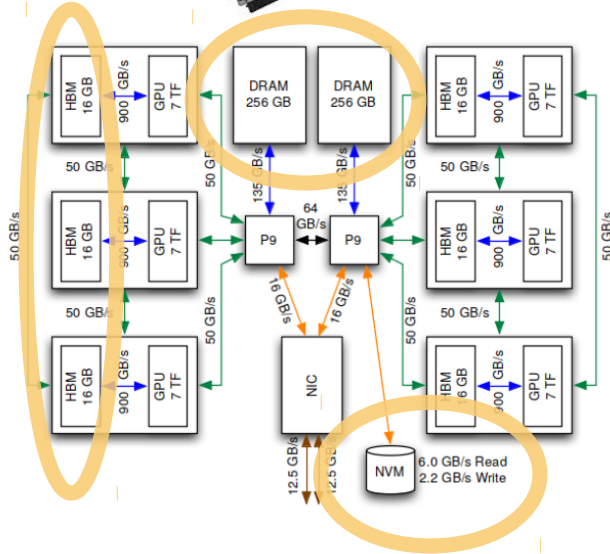 HBM
16 GB
900 GB/s
GPU
7 TF
DRAM
256 GB
DRAM
256 GB
HBM
16 GB
900 GB/s
GPU
7 TF
50 GB/s
50 GB/s
135 GB/s
135 GB/s
50 GB/s
50 GB/s
50 GB/s
HBM
16 GB
900 GB/s
GPU
7 TF
P9
64
GB/s
P9
HBM
16 GB
900 GB/s
GPU
7 TF
50 GB/s
50 GB/s
50 GB/s
50 GB/s
16 GB/s
16 GB/s
50 GB/s
50 GB/s
HBM
16 GB
900 GB/s
GPU
7 TF
NIC
HBM
16 GB
900 GB/s
GPU
7 TF
12.5 GB/s
12.5 GB/s
NVM
6.0 GB/s Read
2.2 GB/s Write